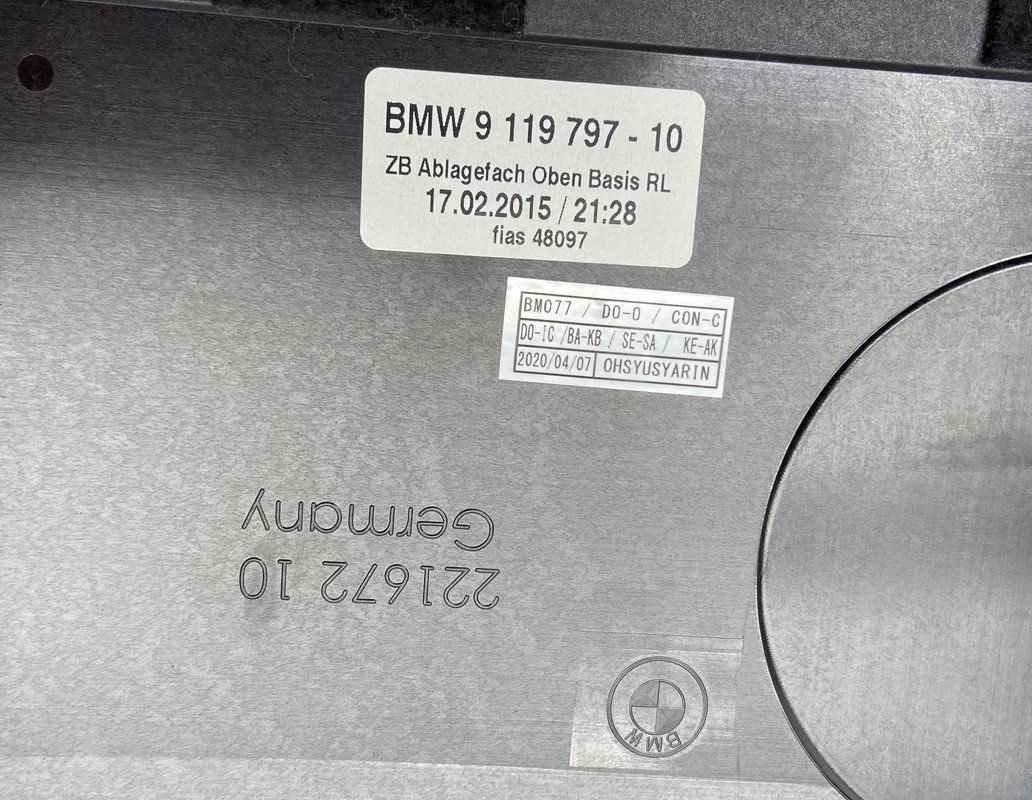 BMW 9 119 797 - 10
ZB Ablagefach Oben Basis RL
17.02.2015 / 21:28
fias 48097
BM077 / DO-O / CON-C
DO-IC /BA-KB / SE-SA / KE-AK
2020/04/07 OHSYUSYARIN
221672 10
Germany
BMW